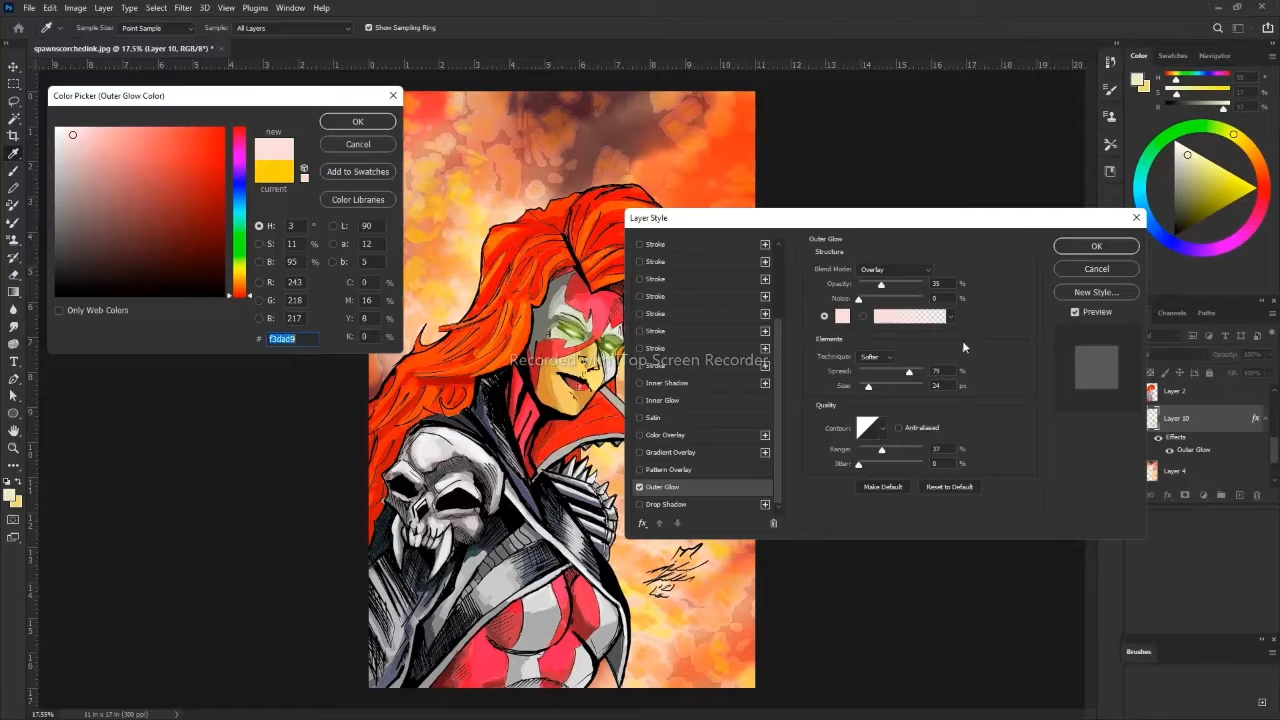 File Edit Image Layer Type Select Filter 3D View Plugins Window Help
Sample Size: Point Sample Sample: All Layers Show Sampling Ring
spawnscorchedink.jpg @ 17.5% (Layer 10, RGB/8*) *
Color Swatches Navigator
Color Picker (Outer Glow Color)
new
current
OK
Cancel
Add to Swatches
Color Libraries
H: 3 ° L: 90
S: 11 % a: 12
B: 95 % b: 5
R: 243 C: 0 %
G: 218 M: 16 %
B: 217 Y: 8 %
# f3dad9 K: 0 %
Only Web Colors
Layer Style
Stroke
Stroke
Stroke
Stroke
Stroke
Stroke
Stroke
Stroke
Inner Shadow
Inner Glow
Satin
Color Overlay
Gradient Overlay
Pattern Overlay
Outer Glow
Drop Shadow
fx
Outer Glow
Structure
Blend Mode: Overlay
Opacity: 35 %
Noise: 0 %
Elements
Technique: Softer
Spread: 79 %
Size: 24 px
Quality
Contour: Anti-aliased
Range: 37 %
Jitter: 0 %
Make Default Reset to Default
OK
Cancel
New Style...
Preview
Recorded with Top Screen Recorder
Channels Paths
Opacity: 100%
Layer 2
Layer 10 fx
Effects
Outer Glow
Layer 4
Brushes
17.55% 11 in x 17 in (300 ppi)